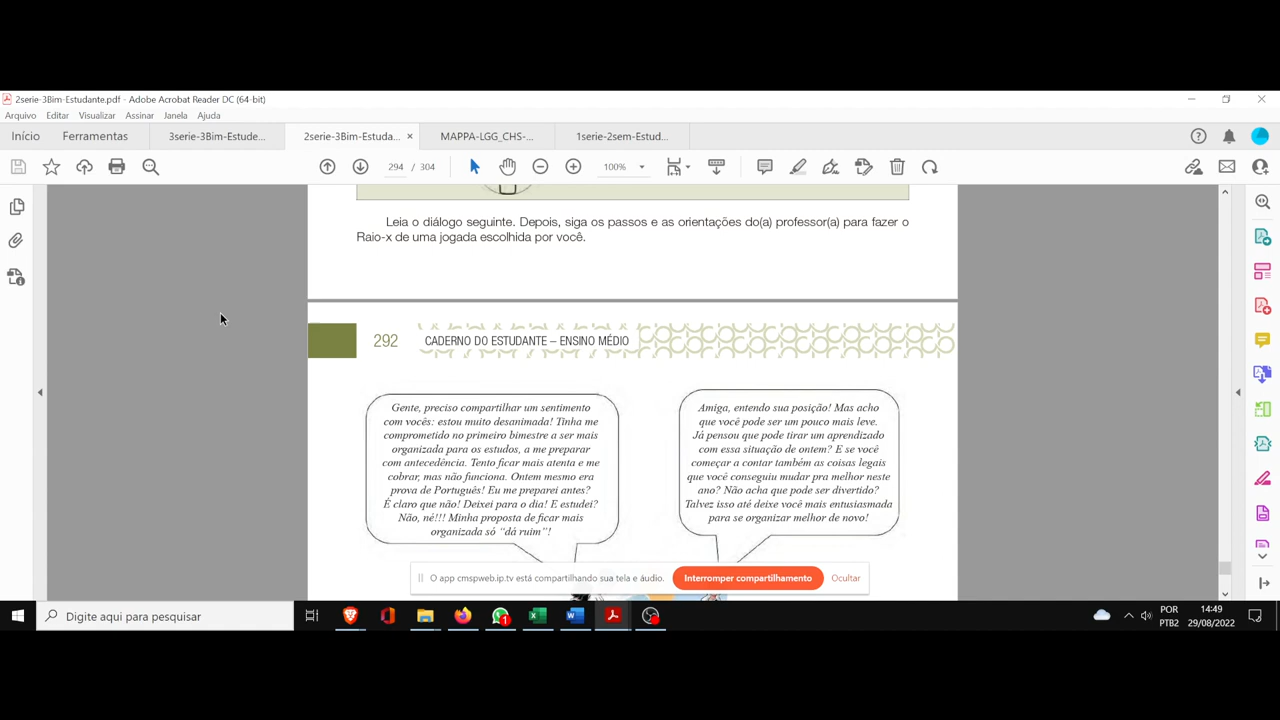 2serie-3Bim-Estudante.pdf - Adobe Acrobat Reader DC (64-bit)
Arquivo Editar Visualizar Assinar Janela Ajuda
Início Ferramentas 3serie-3Bim-Estude... 2serie-3Bim-Estuda... × MAPPA-LGG_CHS-... 1serie-2sem-Estud...
294 / 304 100%
Leia o diálogo seguinte. Depois, siga os passos e as orientações do(a) professor(a) para fazer o
Raio-x de uma jogada escolhida por você.
292 CADERNO DO ESTUDANTE – ENSINO MÉDIO
Gente, preciso compartilhar um sentimento
com vocês: estou muito desanimada! Tinha me
comprometido no primeiro bimestre a ser mais
organizada para os estudos, a me preparar
com antecedência. Tento ficar mais atenta e me
cobrar, mas não funciona. Ontem mesmo era
prova de Português! Eu me preparei antes?
É claro que não! Deixei para o dia! E estudei?
Não, né!!! Minha proposta de ficar mais
organizada só “dá ruim”!
Amiga, entendo sua posição! Mas acho
que você pode ser um pouco mais leve.
Já pensou que pode tirar um aprendizado
com essa situação de ontem? E se você
começar a contar também as coisas legais
que você conseguiu mudar pra melhor neste
ano? Não acha que pode ser divertido?
Talvez isso até deixe você mais entusiasmada
para se organizar melhor de novo!
O app cmspweb.ip.tv está compartilhando sua tela e áudio. Interromper compartilhamento Ocultar
Digite aqui para pesquisar
1
POR
PTB2
14:49
29/08/2022